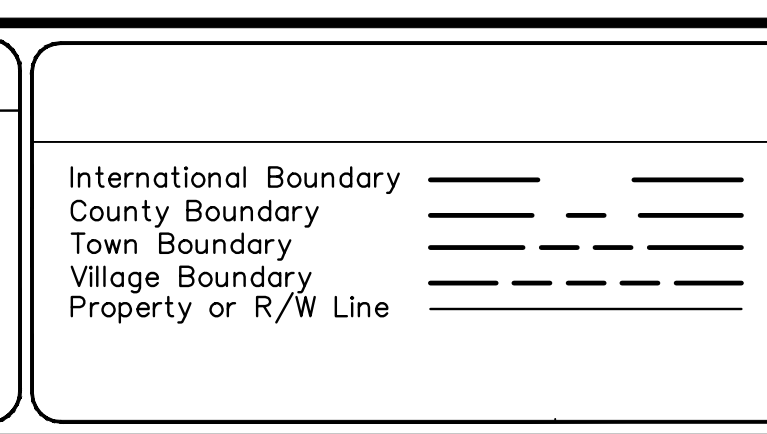 International Boundary
County Boundary
Town Boundary
Village Boundary
Property or R/W Line